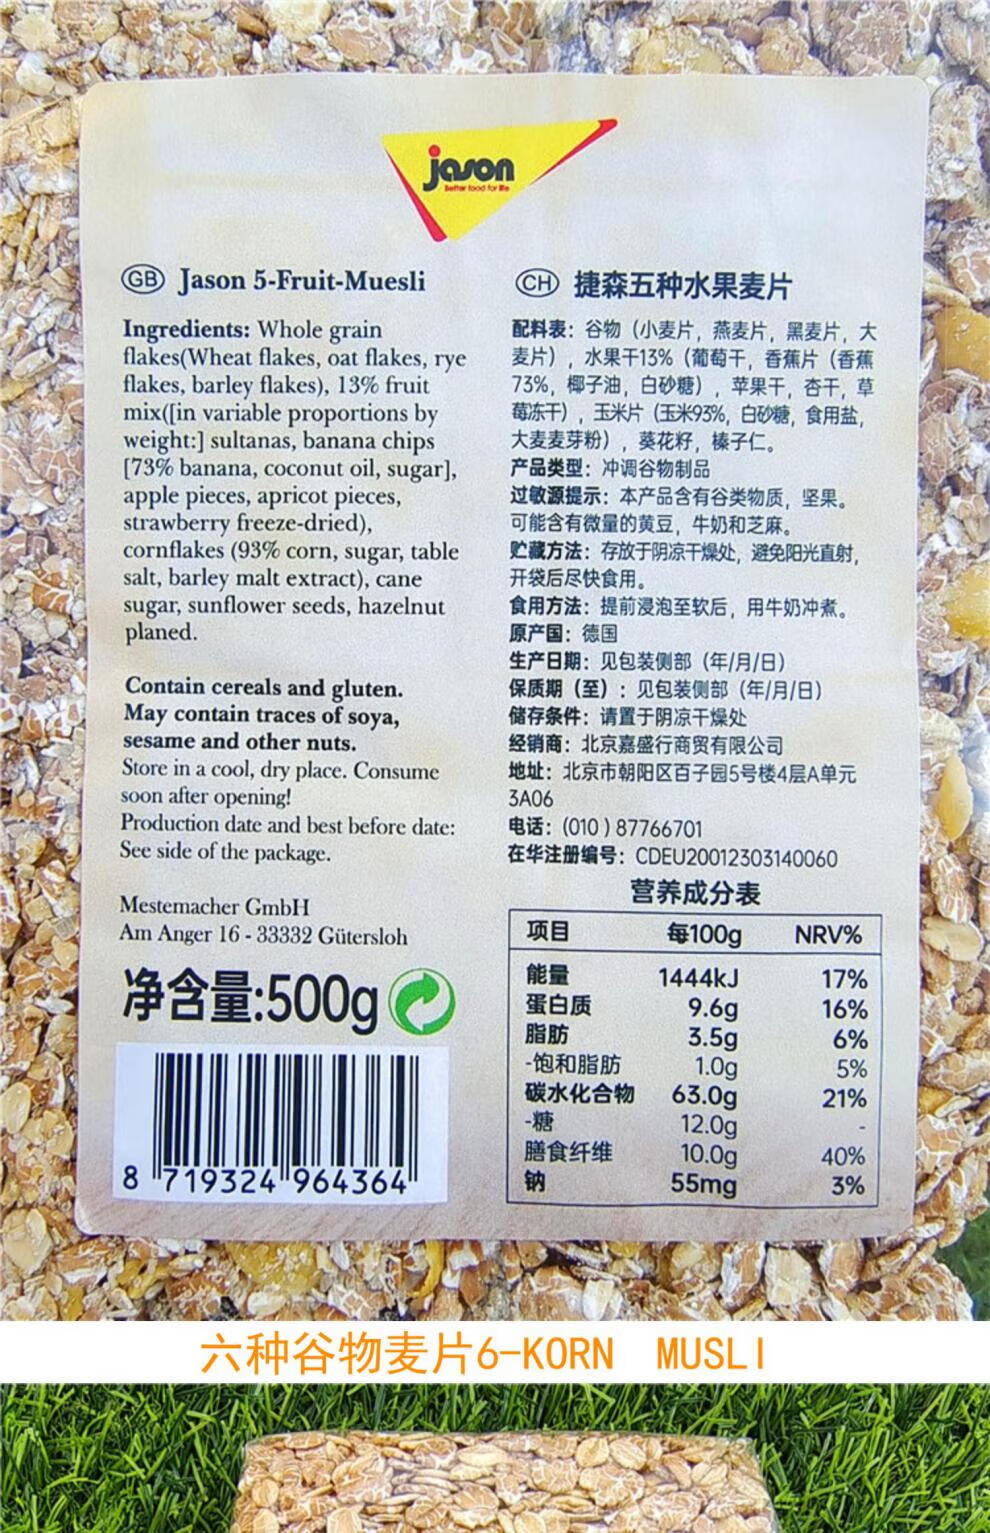 jason
Better food for life
GB Jason 5-Fruit-Muesli
Ingredients: Whole grain
flakes(Wheat flakes, oat flakes, rye
flakes, barley flakes), 13% fruit
mix([in variable proportions by
weight:] sultanas, banana chips
[73% banana, coconut oil, sugar],
apple pieces, apricot pieces,
strawberry freeze-dried),
cornflakes (93% corn, sugar, table
salt, barley malt extract), cane
sugar, sunflower seeds, hazelnut
planed.
Contain cereals and gluten.
May contain traces of soya,
sesame and other nuts.
Store in a cool, dry place. Consume
soon after opening!
Production date and best before date:
See side of the package.
Mestemacher GmbH
Am Anger 16 - 33332 Gütersloh
净含量:500g
8 719324 964364
CH 捷森五种水果麦片
配料表：谷物（小麦片，燕麦片，黑麦片，大
麦片），水果干13%（葡萄干，香蕉片（香蕉
73%，椰子油，白砂糖），苹果干，杏干，草
莓冻干），玉米片（玉米93%，白砂糖，食用盐，
大麦麦芽粉），葵花籽，榛子仁。
产品类型：冲调谷物制品
过敏源提示：本产品含有谷类物质，坚果。
可能含有微量的黄豆，牛奶和芝麻。
贮藏方法：存放于阴凉干燥处，避免阳光直射，
开袋后尽快食用。
食用方法：提前浸泡至软后，用牛奶冲煮。
原产国：德国
生产日期：见包装侧部（年/月/日）
保质期（至）：见包装侧部（年/月/日）
储存条件：请置于阴凉干燥处
经销商：北京嘉盛行商贸有限公司
地址：北京市朝阳区百子园5号楼4层A单元
3A06
电话：(010)87766701
在华注册编号：CDEU20012303140060
营养成分表
项目 每100g NRV%
能量 1444kJ 17%
蛋白质 9.6g 16%
脂肪 3.5g 6%
-饱和脂肪 1.0g 5%
碳水化合物 63.0g 21%
-糖 12.0g -
膳食纤维 10.0g 40%
钠 55mg 3%
六种谷物麦片6-KORN MUSLI